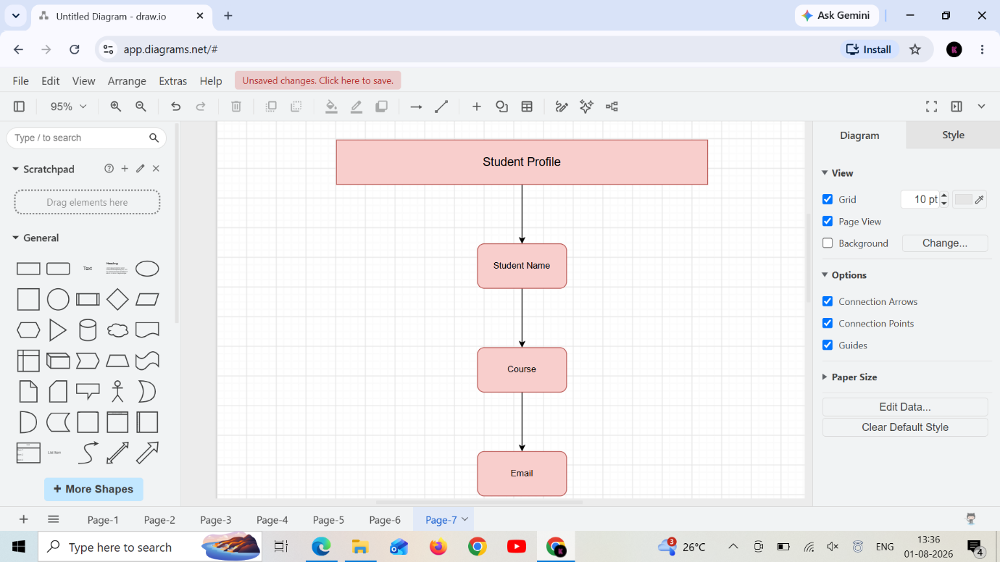 Untitled Diagram - draw.io
Ask Gemini
app.diagrams.net/#
Install
K
File Edit View Arrange Extras Help Unsaved changes. Click here to save.
95%
Type / to search
Diagram Style
Scratchpad
Drag elements here
General
Text
Heading
List Item
+ More Shapes
Student Profile
Student Name
Course
Email
View
Grid 10 pt
Page View
Background Change...
Options
Connection Arrows
Connection Points
Guides
Paper Size
Edit Data...
Clear Default Style
Page-1 Page-2 Page-3 Page-4 Page-5 Page-6 Page-7
Type here to search
3 26°C ENG 13:36
01-08-2026 4